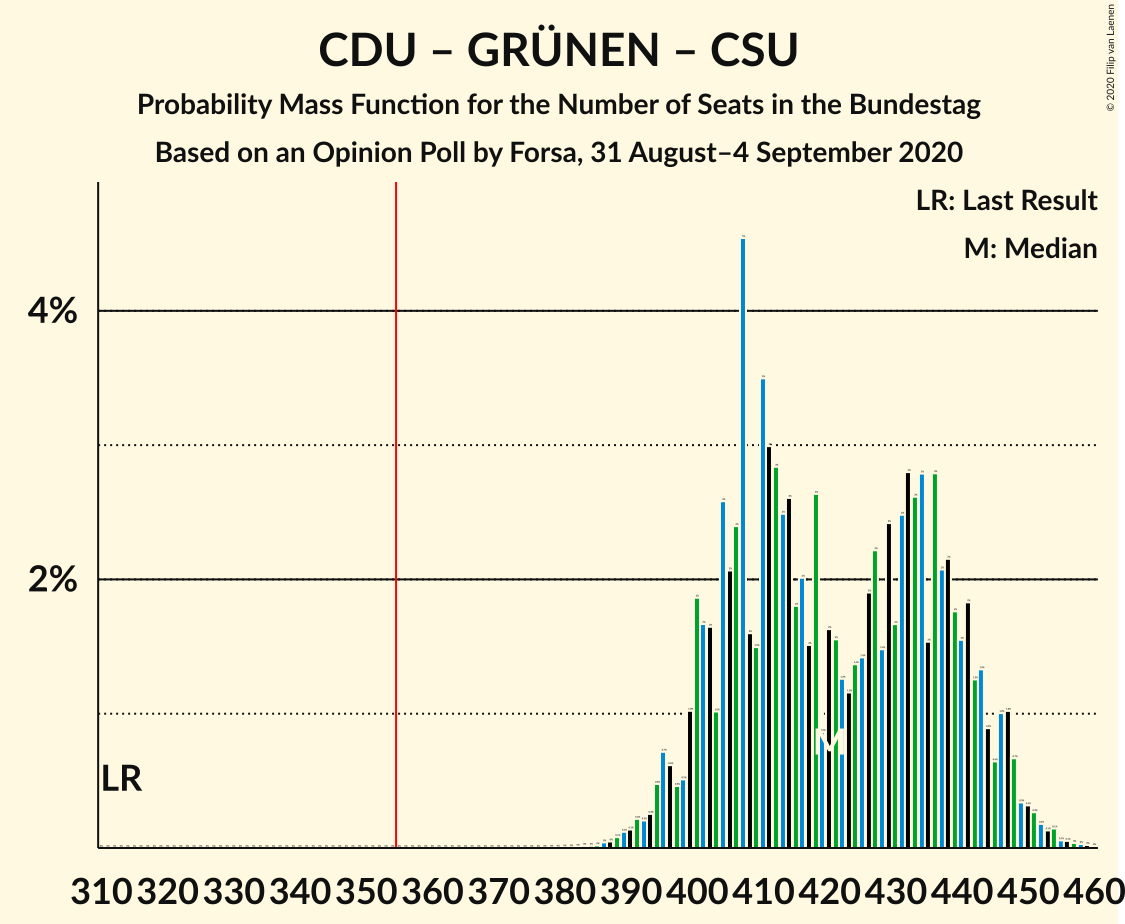 CDU – GRÜNEN – CSU
Probability Mass Function for the Number of Seats in the Bundestag
Based on an Opinion Poll by Forsa, 31 August–4 September 2020
© 2020 Filip van Laenen
LR: Last Result
M: Median
4%
2%
LR
M
310 320 330 340 350 360 370 380 390 400 410 420 430 440 450 460